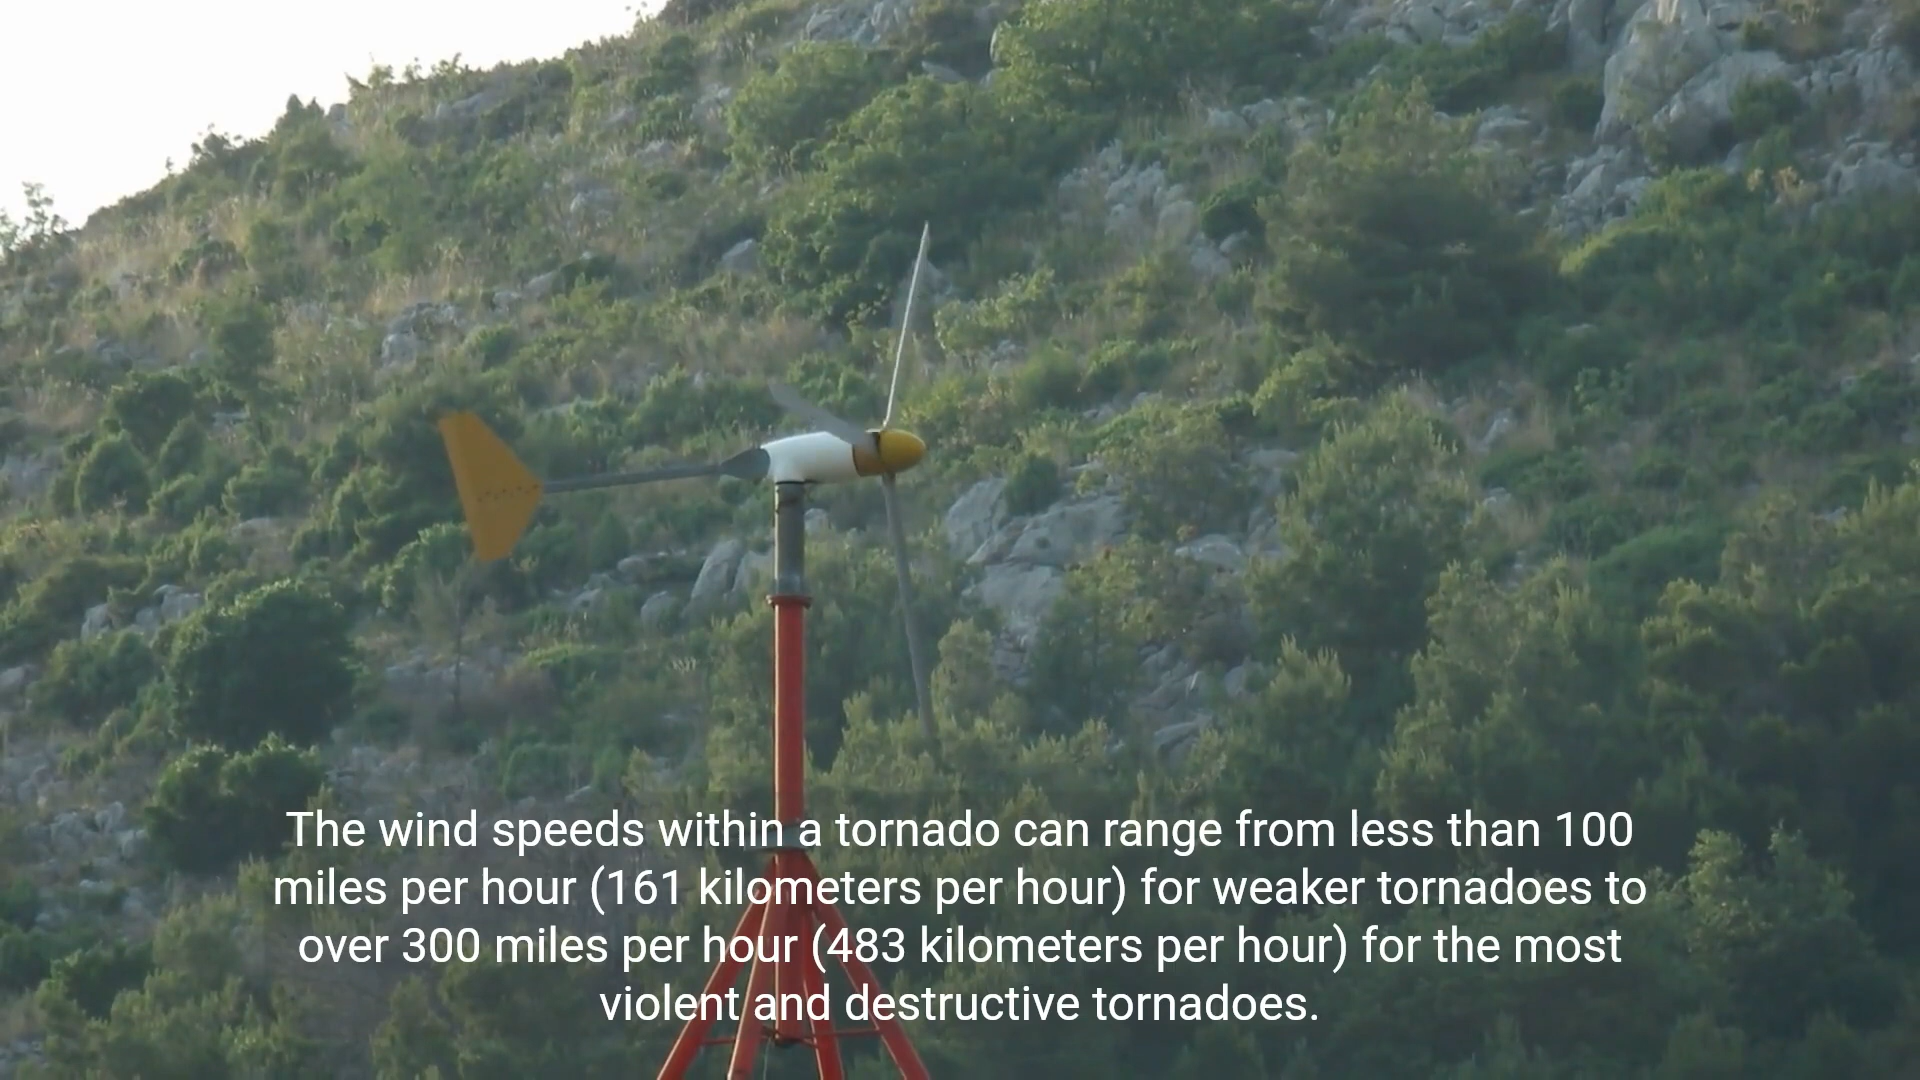 The wind speeds within a tornado can range from less than 100
miles per hour (161 kilometers per hour) for weaker tornadoes to
over 300 miles per hour (483 kilometers per hour) for the most
violent and destructive tornadoes.